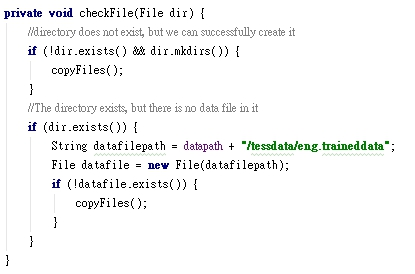 private void checkFile(File dir) {
    //directory does not exist, but we can successfully create it
    if (!dir.exists() && dir.mkdirs()) {
        copyFiles();
    }
    //The directory exists, but there is no data file in it
    if (dir.exists()) {
        String datafilepath = datapath + "/tessdata/eng.traineddata";
        File datafile = new File(datafilepath);
        if (!datafile.exists()) {
            copyFiles();
        }
    }
}